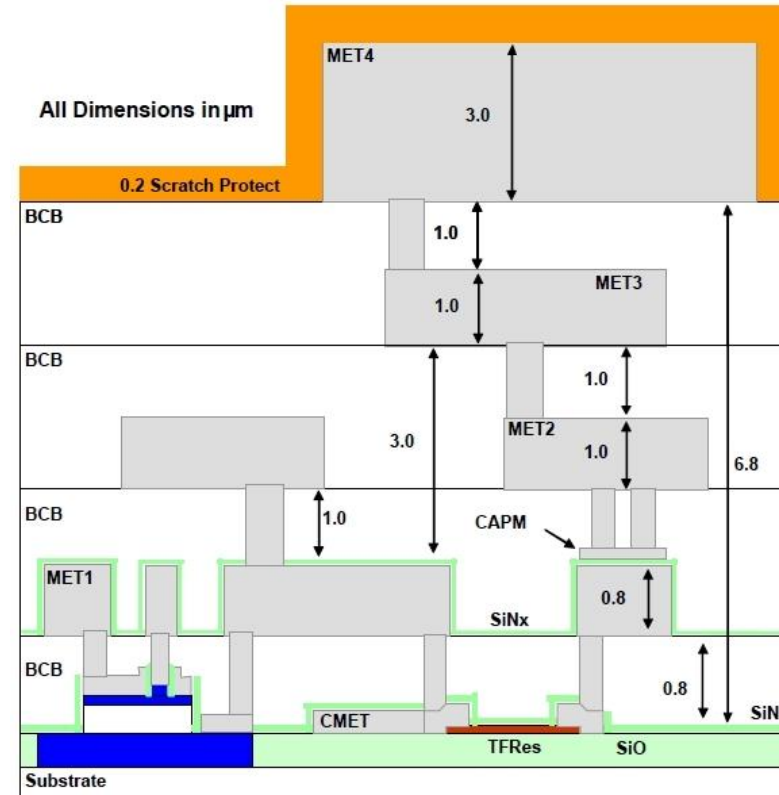 MET4
All Dimensions in µm
3.0
0.2 Scratch Protect
BCB
1.0
MET3
1.0
BCB
1.0
3.0
MET2
1.0
6.8
BCB
1.0
CAPM
MET1
0.8
SiNx
BCB
0.8
SiN
CMET
TFRes
SiO
Substrate